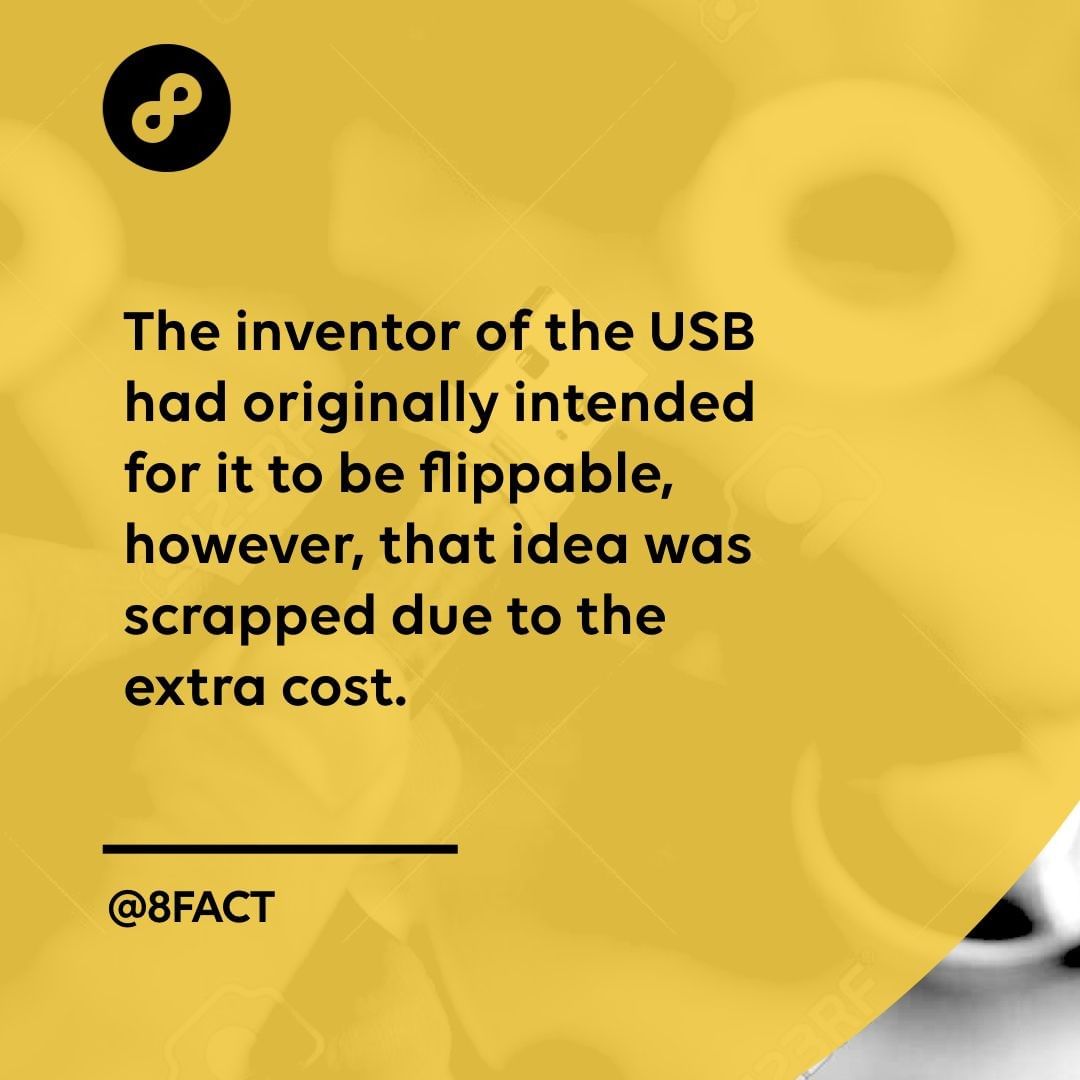 The inventor of the USB
had originally intended
for it to be flippable,
however, that idea was
scrapped due to the
extra cost.
@8FACT
123RF